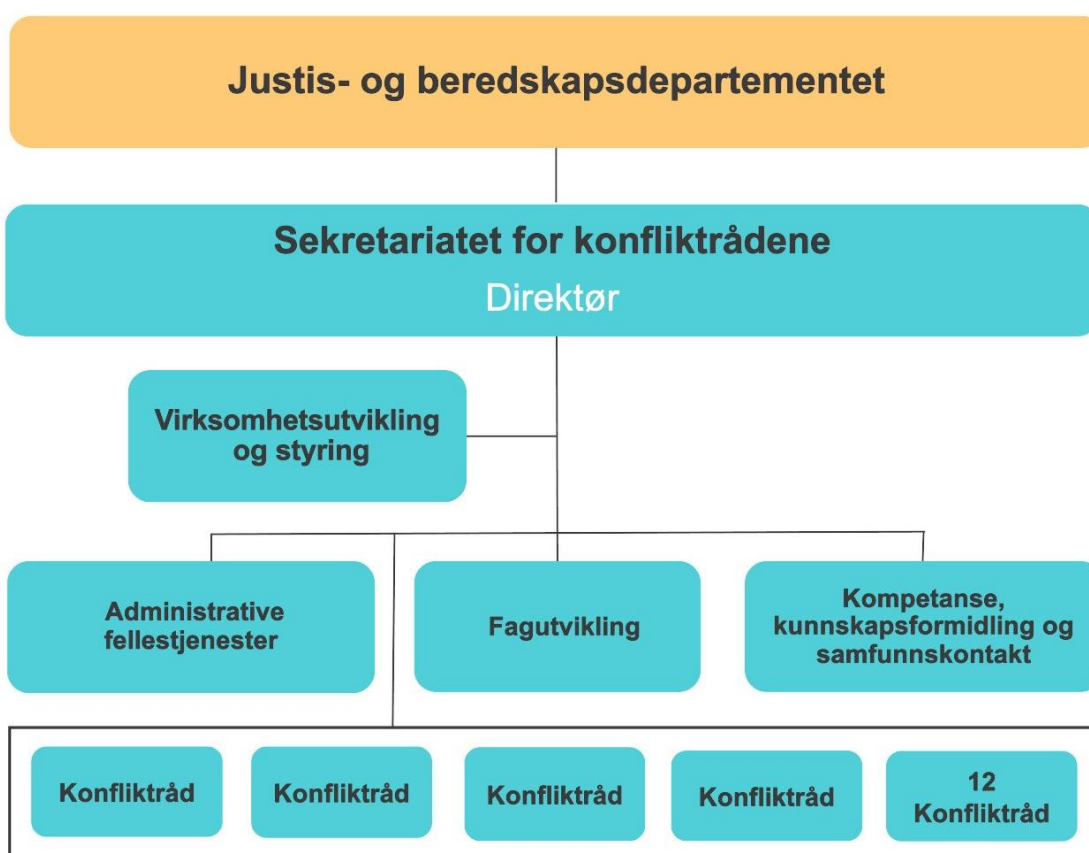 Justis- og beredskapsdepartementet
Sekretariatet for konfliktrådene
Direktør
Virksomhetsutvikling
og styring
Administrative
fellestjenester
Fagutvikling
Kompetanse,
kunnskapsformidling og
samfunnskontakt
Konfliktråd
Konfliktråd
Konfliktråd
Konfliktråd
12
Konfliktråd